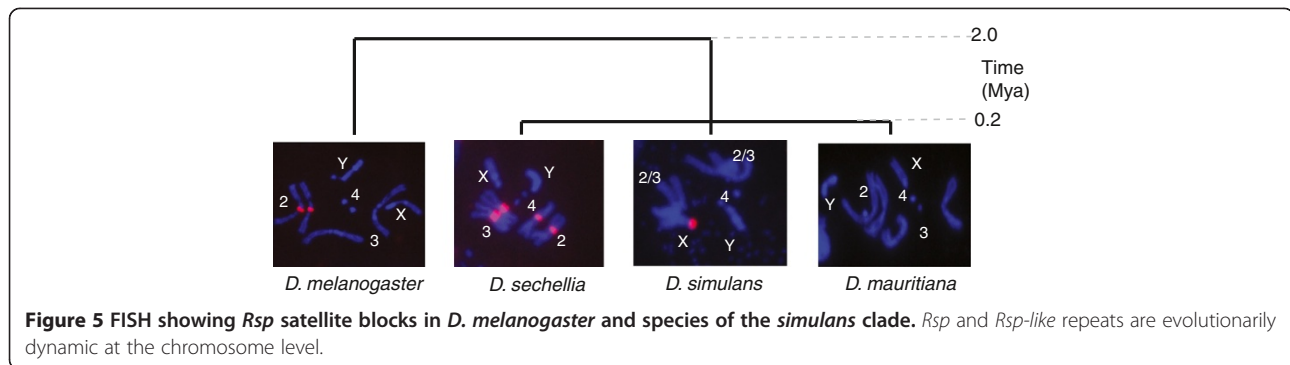 2.0
Time
(Mya)
0.2
Y
2
4
X
3
X
Y
4
3
2
2/3
2/3
4
X
Y
X
2
4
Y
3
D. melanogaster
D. sechellia
D. simulans
D. mauritiana
Figure 5 FISH showing Rsp satellite blocks in D. melanogaster and species of the simulans clade. Rsp and Rsp-like repeats are evolutionarily
dynamic at the chromosome level.